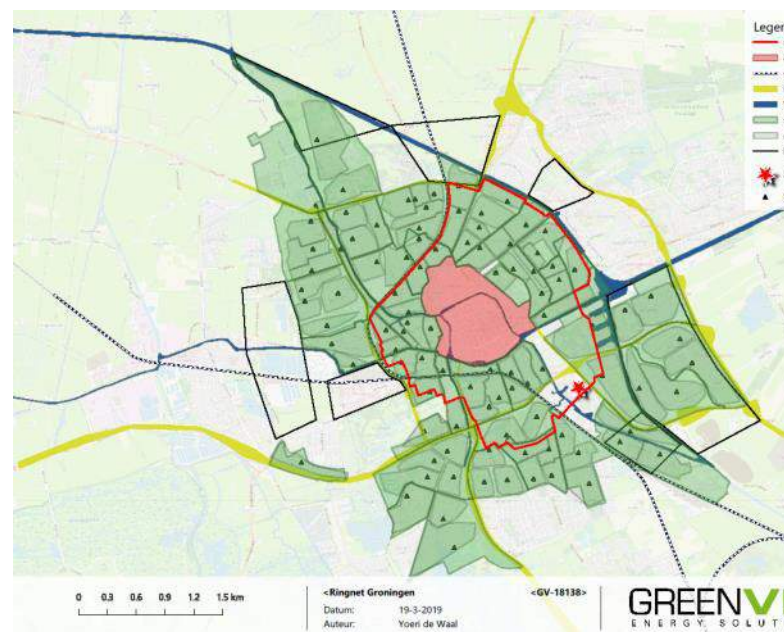 Leger
0 0.3 0.6 0.9 1.2 1.5 km
<Ringnet Groningen <GV-18138>
Datum: 19-3-2019
Auteur: Yoeri de Waal
GREENV
ENERGY SOLUT